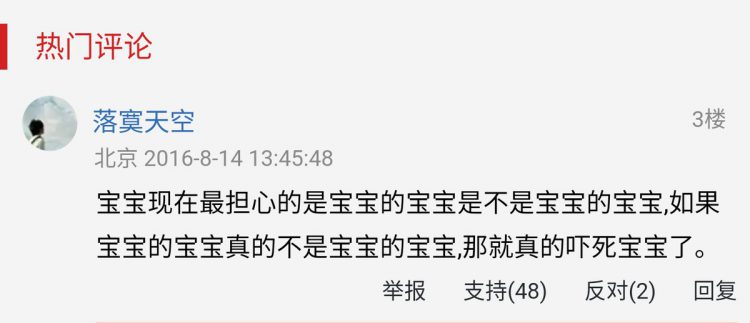 热门评论
落寞天空
3楼
北京 2016-8-14 13:45:48
宝宝现在最担心的是宝宝的宝宝是不是宝宝的宝宝,如果
宝宝的宝宝真的不是宝宝的宝宝,那就真的吓死宝宝了。
举报 支持(48) 反对(2) 回复